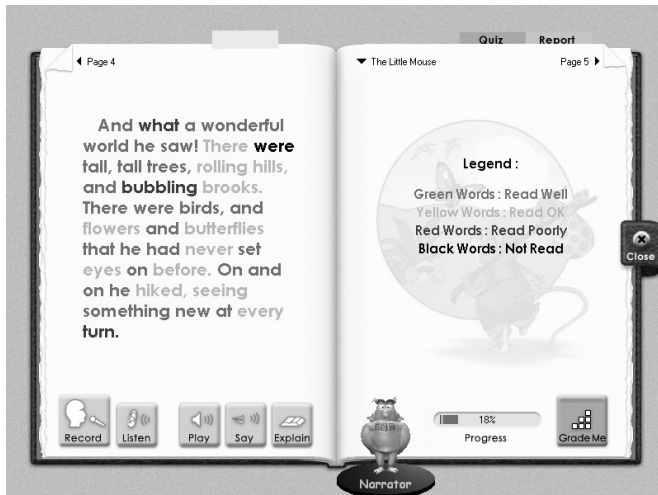 Quiz Report
Page 4
The Little Mouse
Page 5
And what a wonderful
world he saw! There were
tall, tall trees, rolling hills,
and bubbling brooks.
There were birds, and
flowers and butterflies
that he had never set
eyes on before. On and
on he hiked, seeing
something new at every
turn.
Legend :
Green Words : Read Well
Yellow Words : Read OK
Red Words : Read Poorly
Black Words : Not Read
Close
Record
Listen
Play
Say
Explain
18%
Progress
Grade Me
Narrator